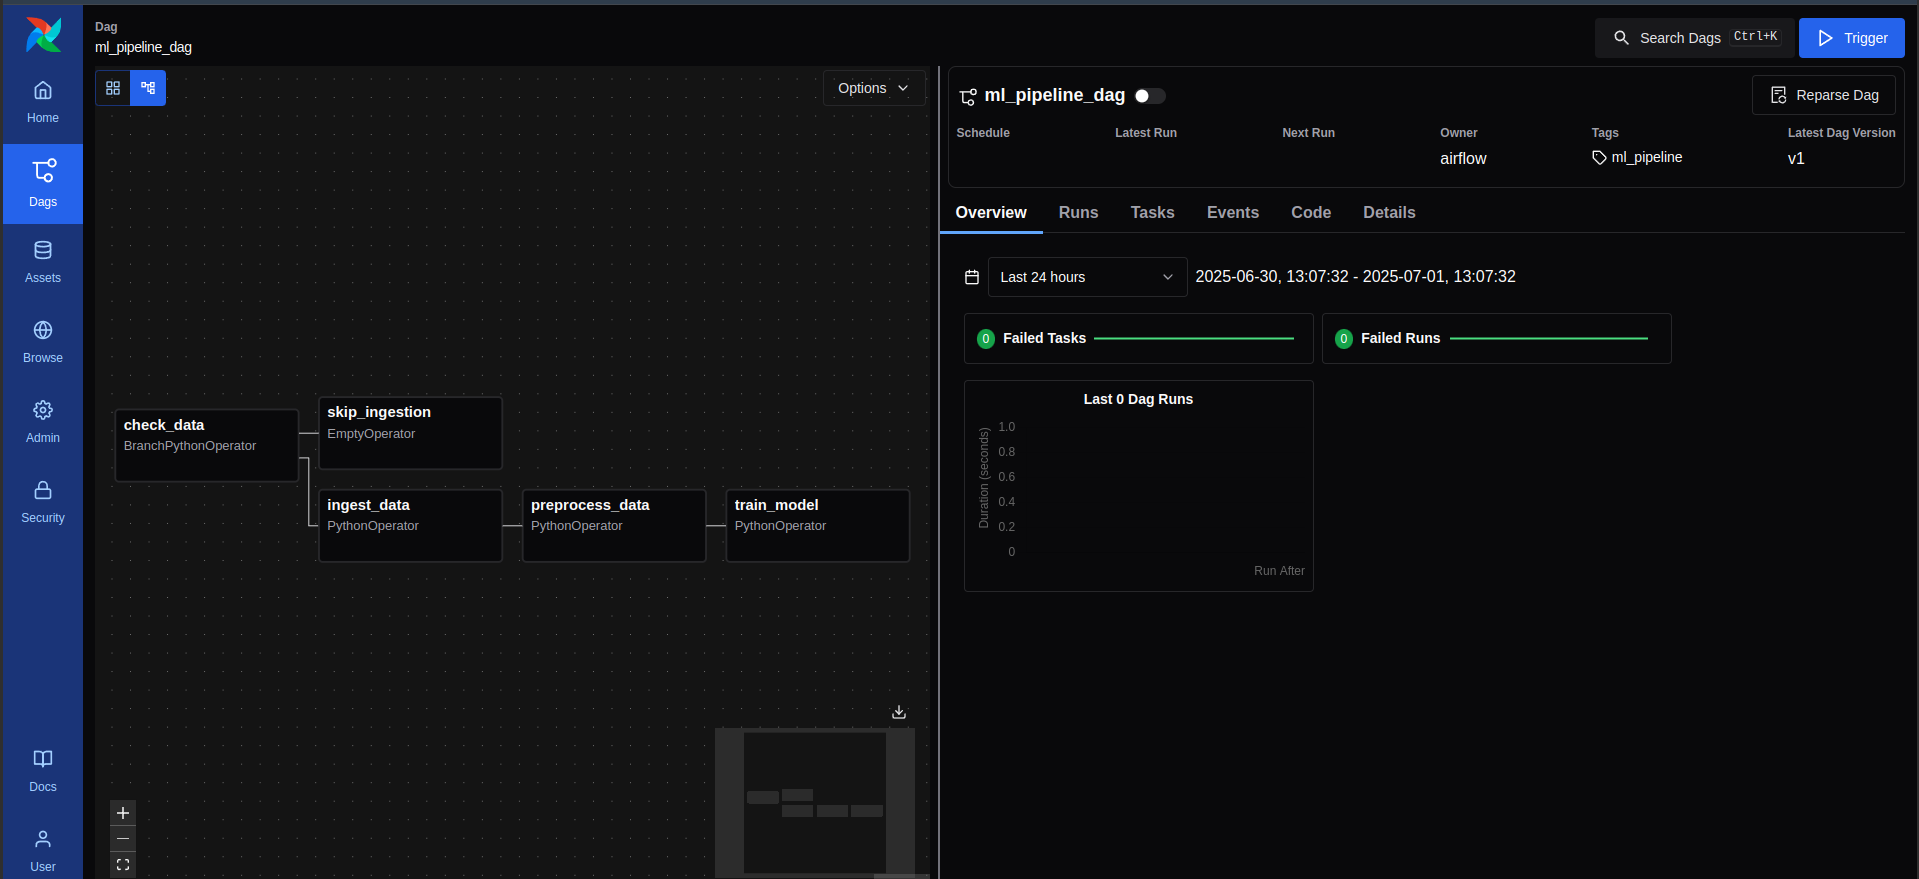 Dag
ml_pipeline_dag
Search Dags Ctrl+K
Trigger
Home
Dags
Assets
Browse
Admin
Security
Docs
User
Options
check_data
BranchPythonOperator
skip_ingestion
EmptyOperator
ingest_data
PythonOperator
preprocess_data
PythonOperator
train_model
PythonOperator
ml_pipeline_dag
Reparse Dag
Schedule Latest Run Next Run Owner Tags Latest Dag Version
airflow ml_pipeline v1
Overview Runs Tasks Events Code Details
Last 24 hours 2025-06-30, 13:07:32 - 2025-07-01, 13:07:32
0 Failed Tasks
0 Failed Runs
Last 0 Dag Runs
Duration (seconds)
1.0
0.8
0.6
0.4
0.2
0
Run After